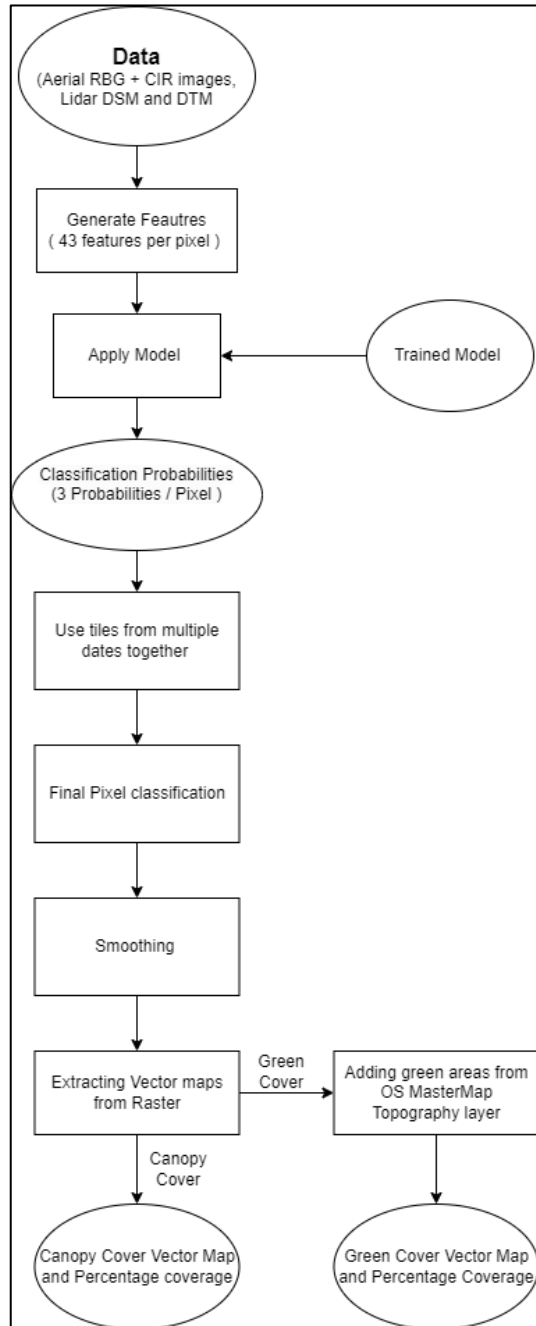 Data
(Aerial RBG + CIR images,
Lidar DSM and DTM
Generate Feautres
( 43 features per pixel )
Apply Model
Trained Model
Classification Probabilities
(3 Probabilities / Pixel )
Use tiles from multiple
dates together
Final Pixel classification
Smoothing
Extracting Vector maps
from Raster
Green
Cover
Adding green areas from
OS MasterMap
Topography layer
Canopy
Cover
Canopy Cover Vector Map
and Percentage coverage
Green Cover Vector Map
and Percentage Coverage